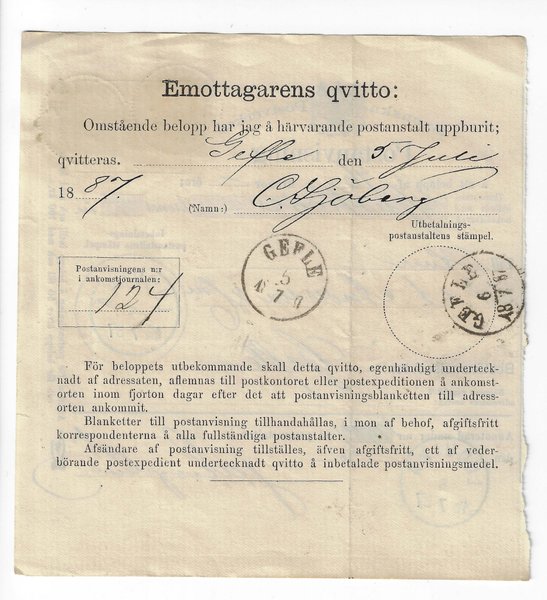 Emottagarens qvitto:
Omstående belopp har jag å härvarande postanstalt uppburit;
qvitteras. Gefle den 5. Juli
1887. (Namn:) C. Sjöberg
Utbetalnings-
postanstaltens stämpel.
Postanvisningens n:r
i ankomstjournalen:
124
GEFLE
5
7
GEFLE
9
För beloppets utbekommande skall detta qvitto, egenhändigt underteck-
nadt af adressaten, aflemnas till postkontoret eller postexpeditionen å ankomst-
orten inom fjorton dagar efter det att postanvisningsblanketten till adress-
orten ankommit.
Blanketter till postanvisning tillhandahållas, i mon af behof, afgiftsfritt
korrespondenterna å alla fullständiga postanstalter.
Afsändare af postanvisning tillställes, äfven afgiftsfritt, ett af veder-
börande postexpedient undertecknadt qvitto å inbetalade postanvisningsmedel.